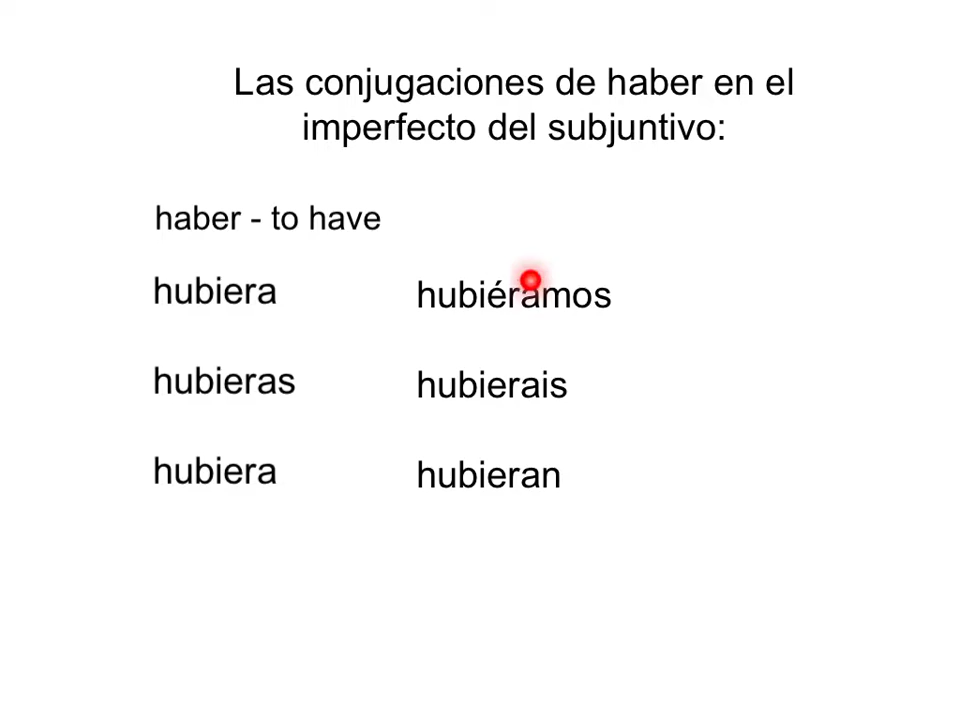 Las conjugaciones de haber en el
imperfecto del subjuntivo:
haber - to have
hubiera
hubiéramos
hubieras
hubierais
hubiera
hubieran